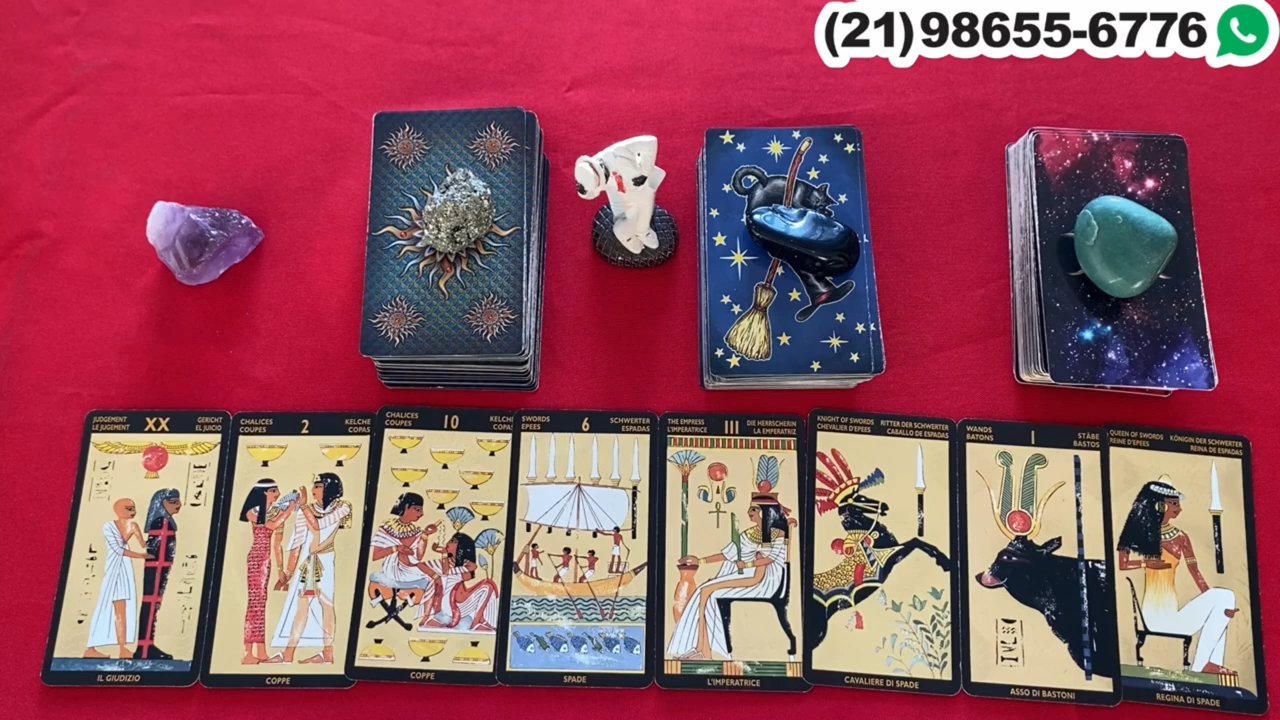 (21)98655-6776
JUDGEMENT XX GERICHT
LE JUGEMENT EL JUICIO
IL GIUDIZIO
CHALICES 2 KELCHE
COUPES COPAS
COPPE
CHALICES 10 KELCH
COUPES COPAS
COPPE
SWORDS 6 SCHWERTER
EPEES ESPADAS
SPADE
THE EMPRESS III DIE HERRSCHERIN
L'IMPERATRICE LA EMPERATRIZ
L'IMPERATRICE
KNIGHT OF SWORDS RITTER DER SCHWERTER
CHEVALIER D'EPEES CABALLO DE ESPADAS
CAVALIERE DI SPADE
WANDS I STÄBE
BATONS BASTOS
ASSO DI BASTONI
QUEEN OF SWORDS KÖNIGIN DER SCHWERTER
REINE D'EPEES REINA DE ESPADAS
REGINA DI SPADE